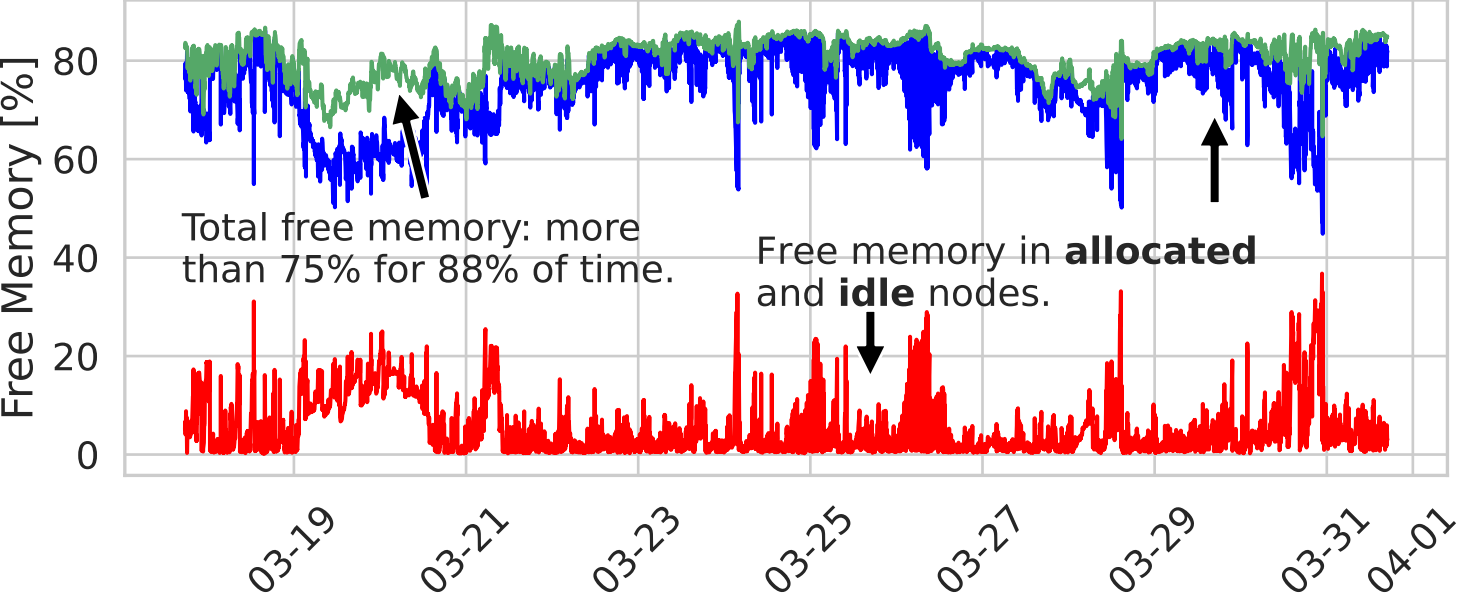 Free Memory [%]
80
60
40
20
0
Total free memory: more
than 75% for 88% of time.
Free memory in allocated
and idle nodes.
03-19
03-21
03-23
03-25
03-27
03-29
03-31
04-01